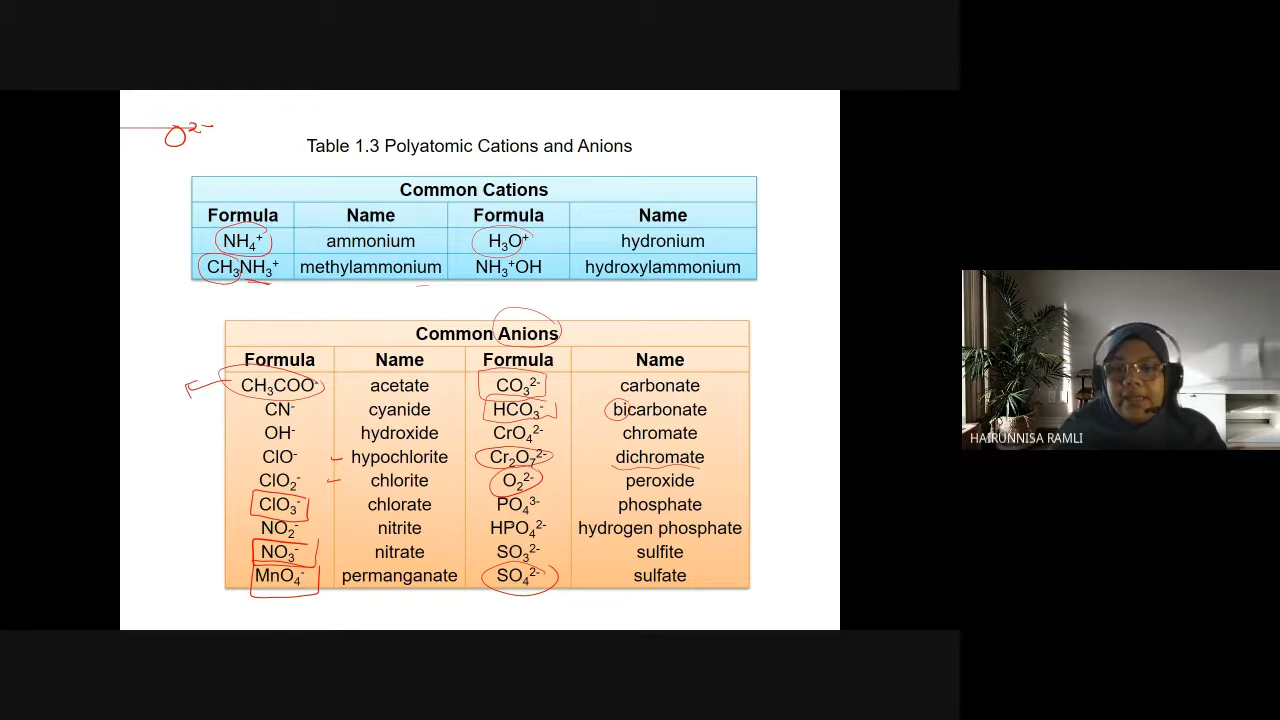 O²⁻
Table 1.3 Polyatomic Cations and Anions
Common Cations
Formula Name Formula Name
NH₄⁺ ammonium H₃O⁺ hydronium
CH₃NH₃⁺ methylammonium NH₃⁺OH hydroxylammonium
Common Anions
Formula Name Formula Name
CH₃COO⁻ acetate CO₃²⁻ carbonate
CN⁻ cyanide HCO₃⁻ bicarbonate
OH⁻ hydroxide CrO₄²⁻ chromate
ClO⁻ hypochlorite Cr₂O₇²⁻ dichromate
ClO₂⁻ chlorite O₂²⁻ peroxide
ClO₃⁻ chlorate PO₄³⁻ phosphate
NO₂⁻ nitrite HPO₄²⁻ hydrogen phosphate
NO₃⁻ nitrate SO₃²⁻ sulfite
MnO₄⁻ permanganate SO₄²⁻ sulfate
HAIRUNNISA RAMLI